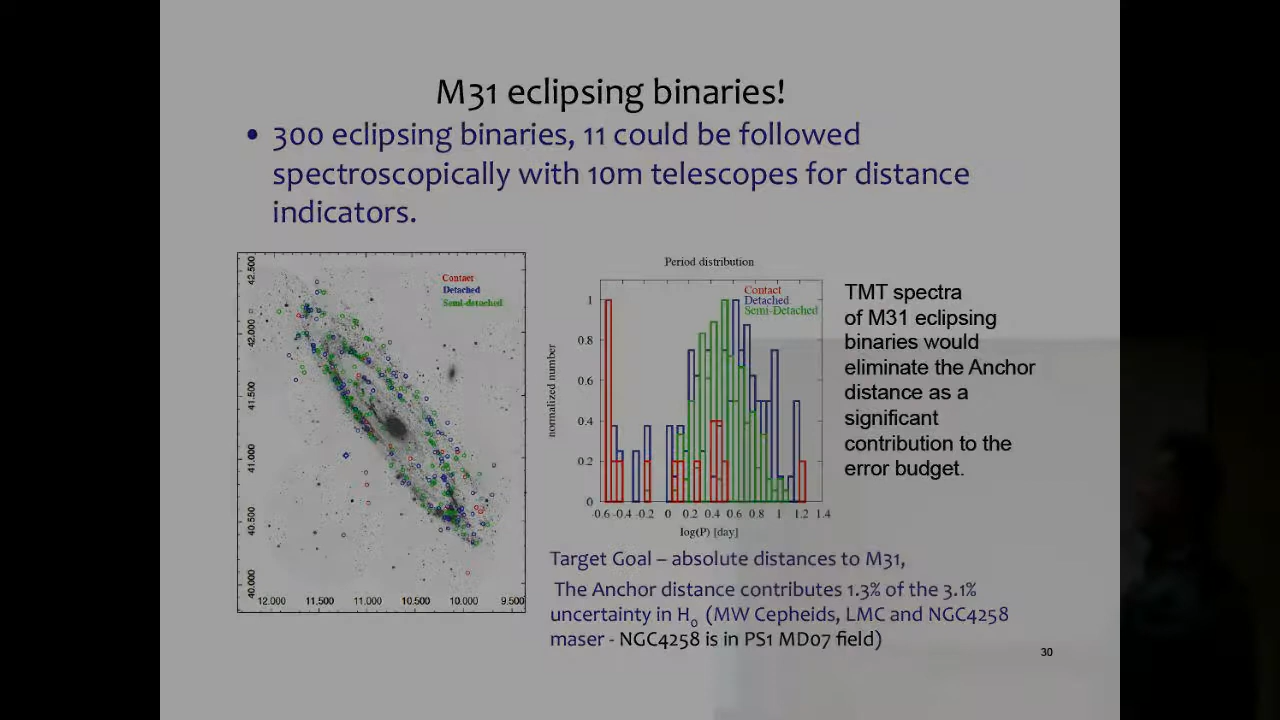 M31 eclipsing binaries!
• 300 eclipsing binaries, 11 could be followed
spectroscopically with 10m telescopes for distance
indicators.
Contact
Detached
Semi-detached
42.500
42.000
41.500
41.000
40.500
40.000
12.000 11.500 11.000 10.500 10.000 9.500
Period distribution
Contact
Detached
Semi-Detached
normalized number
1
0.8
0.6
0.4
0.2
0
-0.6 -0.4 -0.2 0 0.2 0.4 0.6 0.8 1 1.2 1.4
log(P) [day]
TMT spectra
of M31 eclipsing
binaries would
eliminate the Anchor
distance as a
significant
contribution to the
error budget.
Target Goal – absolute distances to M31,
The Anchor distance contributes 1.3% of the 3.1%
uncertainty in H0 (MW Cepheids, LMC and NGC4258
maser - NGC4258 is in PS1 MD07 field)
30